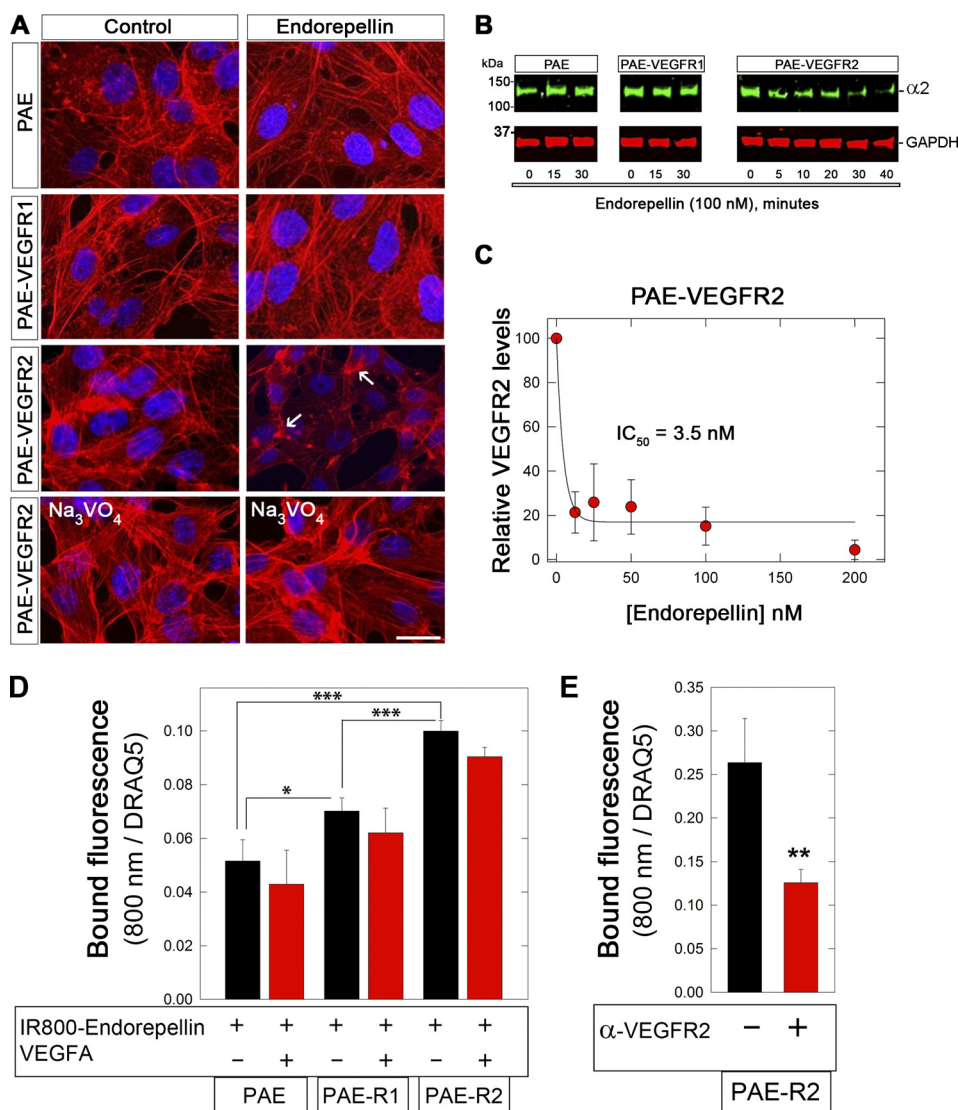 A
Control
Endorepellin
PAE
PAE-VEGFR1
PAE-VEGFR2
PAE-VEGFR2
Na3VO4
Na3VO4
B
kDa
PAE
PAE-VEGFR1
PAE-VEGFR2
150
100
α2
37
GAPDH
0 15 30 0 15 30 0 5 10 20 30 40
Endorepellin (100 nM), minutes
C
PAE-VEGFR2
Relative VEGFR2 levels
100
80
60
40
20
0
IC50 = 3.5 nM
0 50 100 150 200
[Endorepellin] nM
D
Bound fluorescence
(800 nm / DRAQ5)
0.10
0.08
0.06
0.04
0.02
0.00
***
***
*
IR800-Endorepellin + + + + + +
VEGFA − + − + − +
PAE PAE-R1 PAE-R2
E
Bound fluorescence
(800 nm / DRAQ5)
0.35
0.30
0.25
0.20
0.15
0.10
0.05
0.00
**
α-VEGFR2 − +
PAE-R2